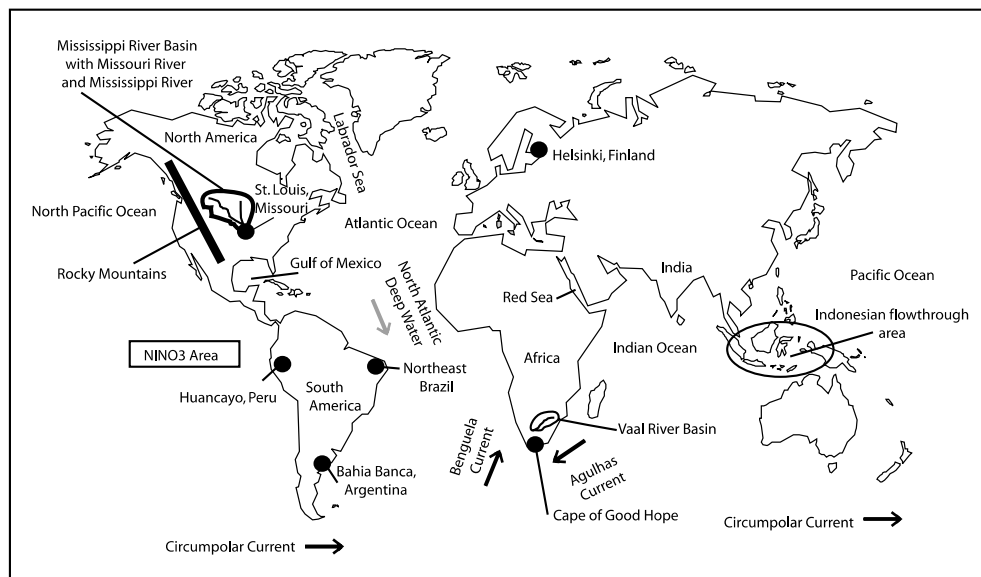 Mississippi River Basin
with Missouri River
and Mississippi River
North America
Labrador Sea
Helsinki, Finland
St. Louis,
Missouri
North Pacific Ocean
Atlantic Ocean
Rocky Mountains
Gulf of Mexico
North Atlantic
Deep Water
Red Sea
India
Pacific Ocean
Indonesian flowthrough
area
Indian Ocean
Africa
NINO3 Area
Northeast
Brazil
Huancayo, Peru
South
America
Vaal River Basin
Benguela
Current
Agulhas
Current
Bahia Banca,
Argentina
Cape of Good Hope
Circumpolar Current
Circumpolar Current